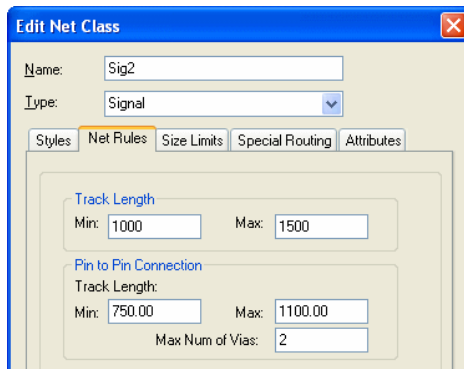 Edit Net Class
Name: Sig2
Type: Signal
Styles Net Rules Size Limits Special Routing Attributes
Track Length
Min: 1000 Max: 1500
Pin to Pin Connection
Track Length:
Min: 750.00 Max: 1100.00
Max Num of Vias: 2